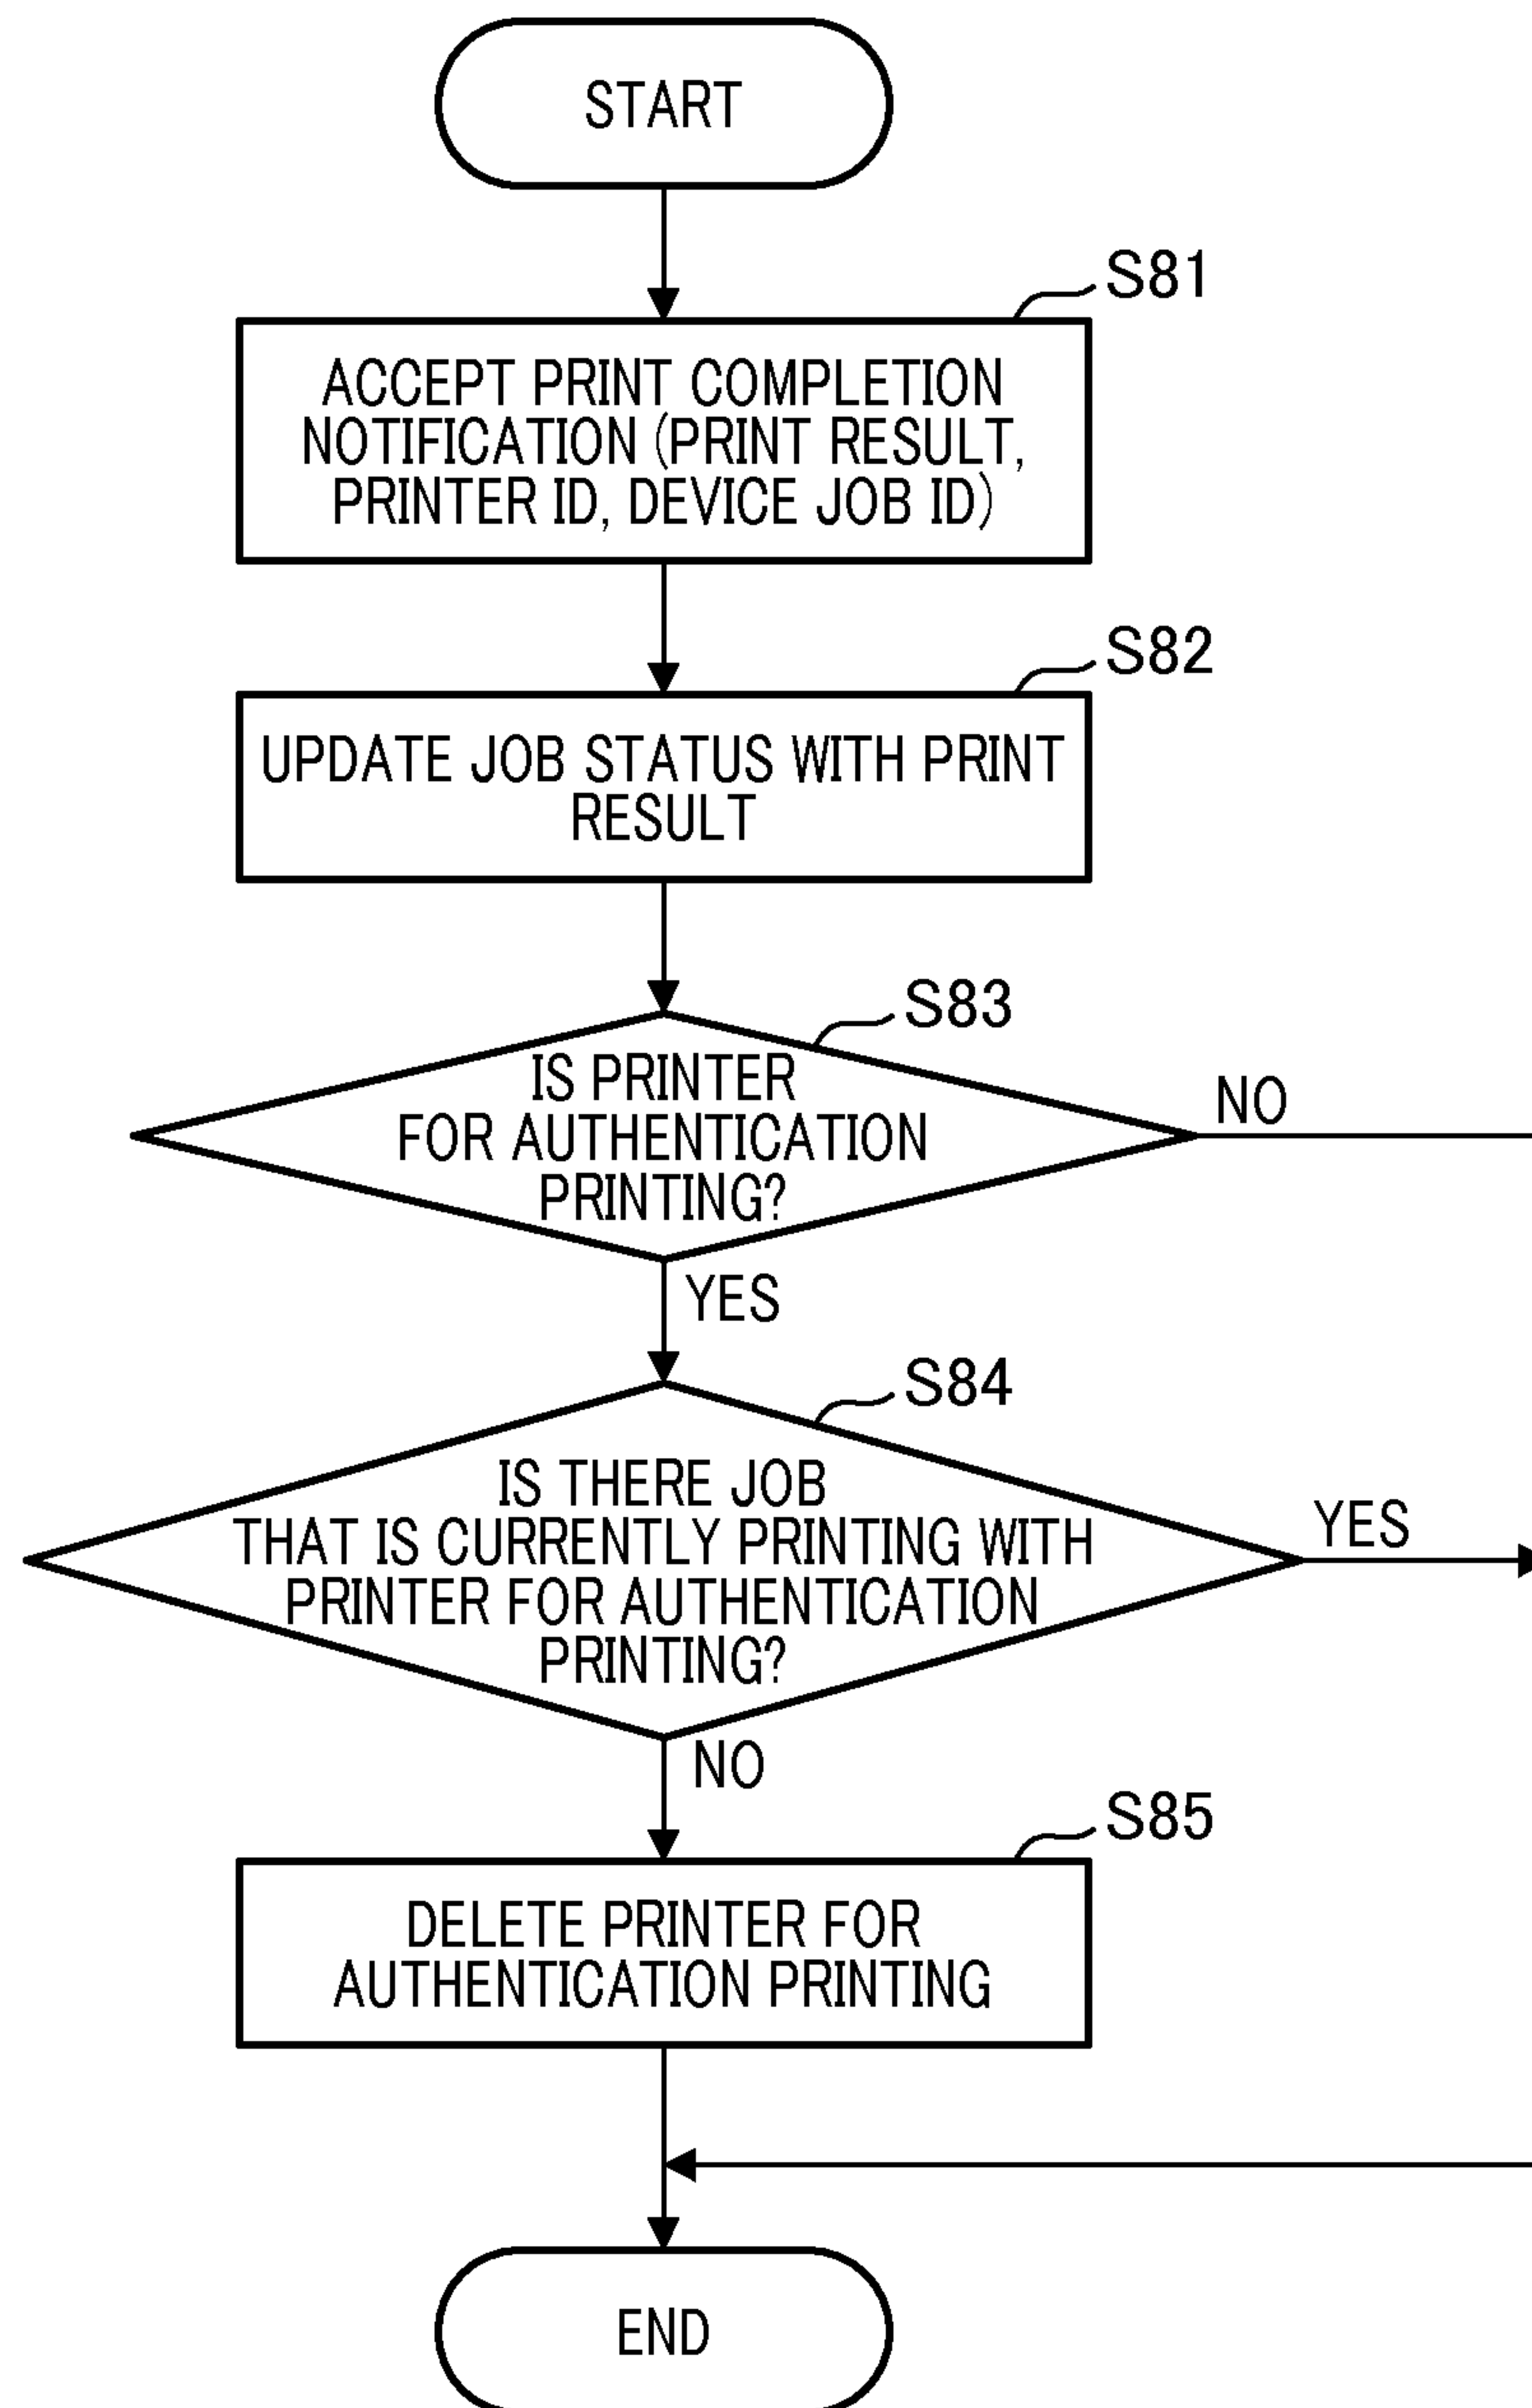 START
S81
ACCEPT PRINT COMPLETION
NOTIFICATION (PRINT RESULT,
PRINTER ID, DEVICE JOB ID)
S82
UPDATE JOB STATUS WITH PRINT
RESULT
S83
IS PRINTER
FOR AUTHENTICATION
PRINTING?
NO
YES
S84
IS THERE JOB
THAT IS CURRENTLY PRINTING WITH
PRINTER FOR AUTHENTICATION
PRINTING?
YES
NO
S85
DELETE PRINTER FOR
AUTHENTICATION PRINTING
END